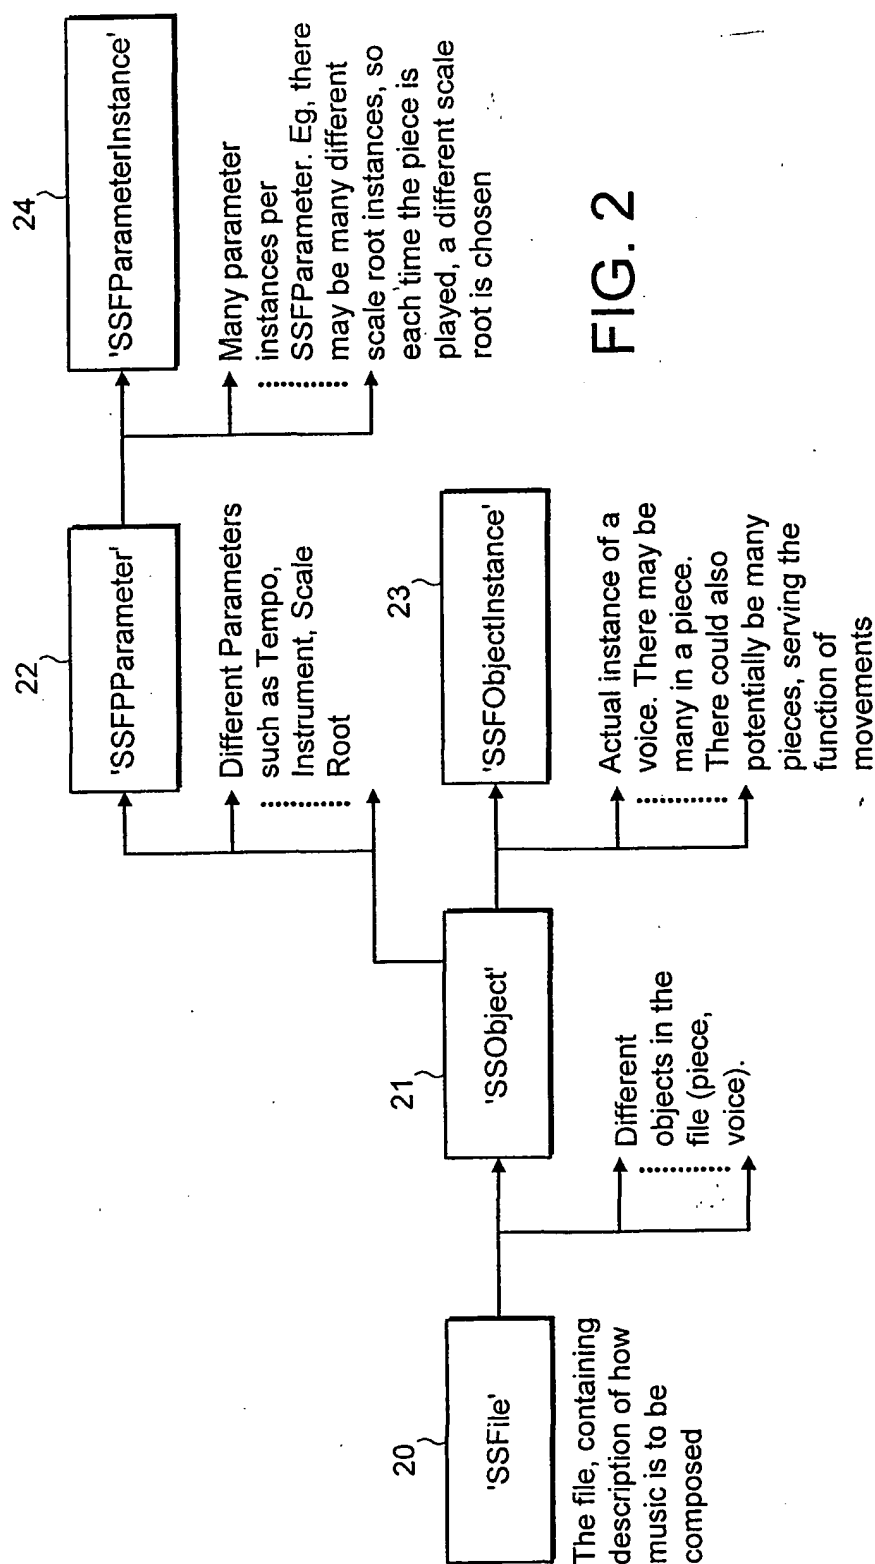 20
'SSFile'
The file, containing
description of how
music is to be
composed
21
'SSObject'
Different
objects in the
file (piece,
voice).
22
'SSFPParameter'
Different Parameters
such as Tempo,
Instrument, Scale
Root
23
'SSFObjectInstance'
Actual instance of a
voice. There may be
many in a piece.
There could also
potentially be many
pieces, serving the
function of
movements
24
'SSFParameterInstance'
Many parameter
instances per
SSFParameter. Eg, there
may be many different
scale root instances, so
each time the piece is
played, a different scale
root is chosen
FIG. 2